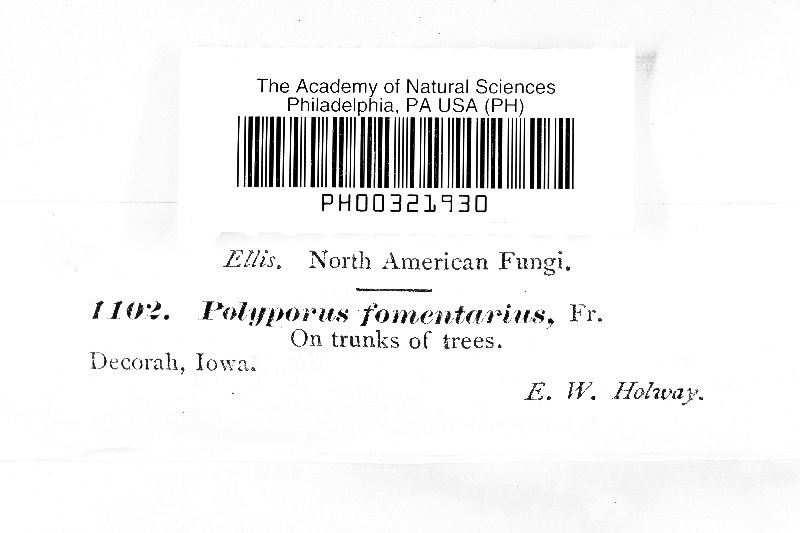 The Academy of Natural Sciences
Philadelphia, PA USA (PH)
PH00321930
Ellis. North American Fungi.
1102. Polyporus fomentarius, Fr.
On trunks of trees.
Decorah, Iowa.
E. W. Holway.